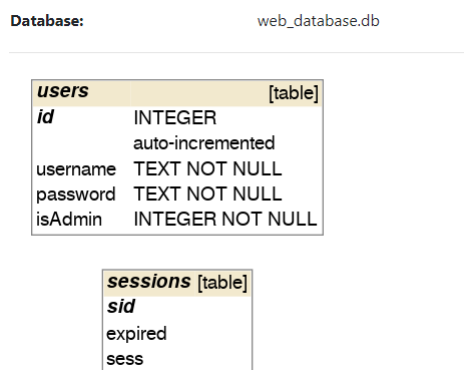 Database: web_database.db
users [table]
id INTEGER
auto-incremented
username TEXT NOT NULL
password TEXT NOT NULL
isAdmin INTEGER NOT NULL
sessions [table]
sid
expired
sess